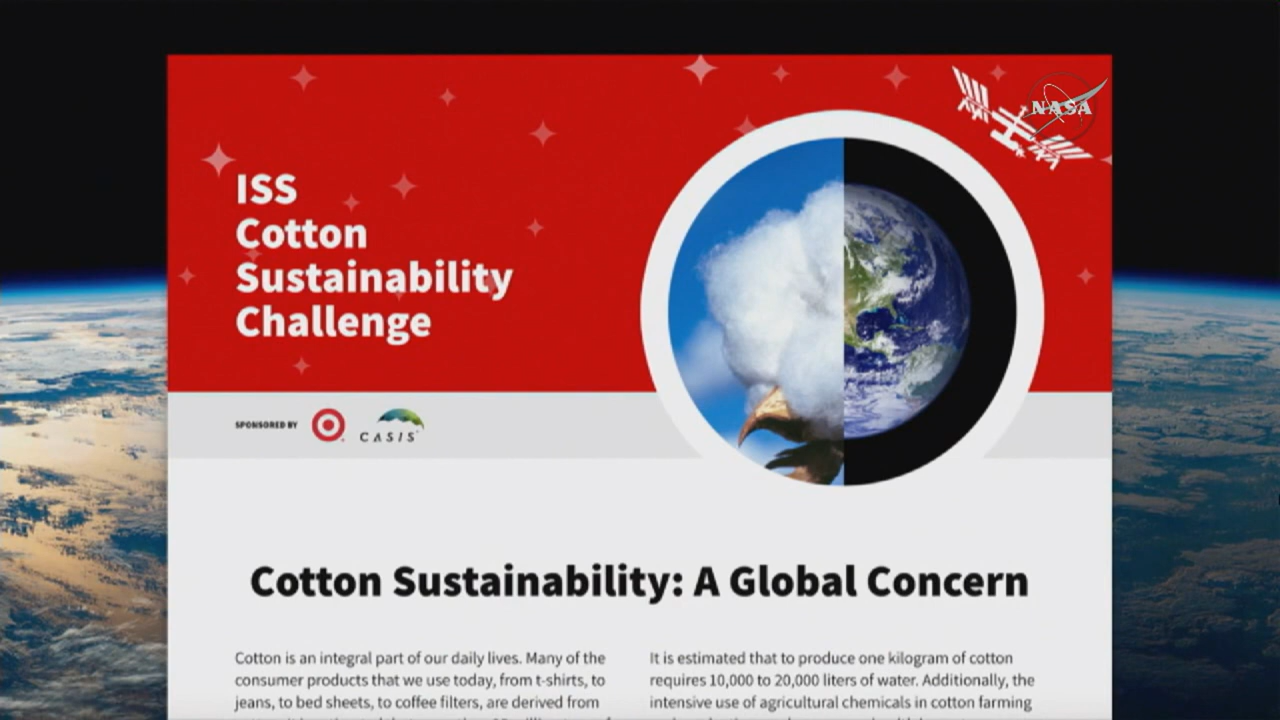 NASA
ISS
Cotton
Sustainability
Challenge
SPONSORED BY
CASIS
Cotton Sustainability: A Global Concern
Cotton is an integral part of our daily lives. Many of the
consumer products that we use today, from t-shirts, to
jeans, to bed sheets, to coffee filters, are derived from
It is estimated that to produce one kilogram of cotton
requires 10,000 to 20,000 liters of water. Additionally, the
intensive use of agricultural chemicals in cotton farming